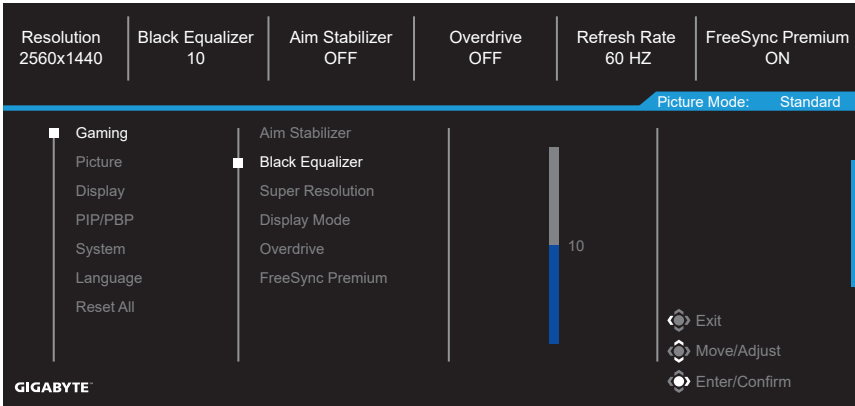 Resolution
2560x1440
Black Equalizer
10
Aim Stabilizer
OFF
Overdrive
OFF
Refresh Rate
60 HZ
FreeSync Premium
ON
Picture Mode: Standard
Gaming
Picture
Display
PIP/PBP
System
Language
Reset All
Aim Stabilizer
Black Equalizer
Super Resolution
Display Mode
Overdrive
FreeSync Premium
10
Exit
Move/Adjust
Enter/Confirm
GIGABYTE